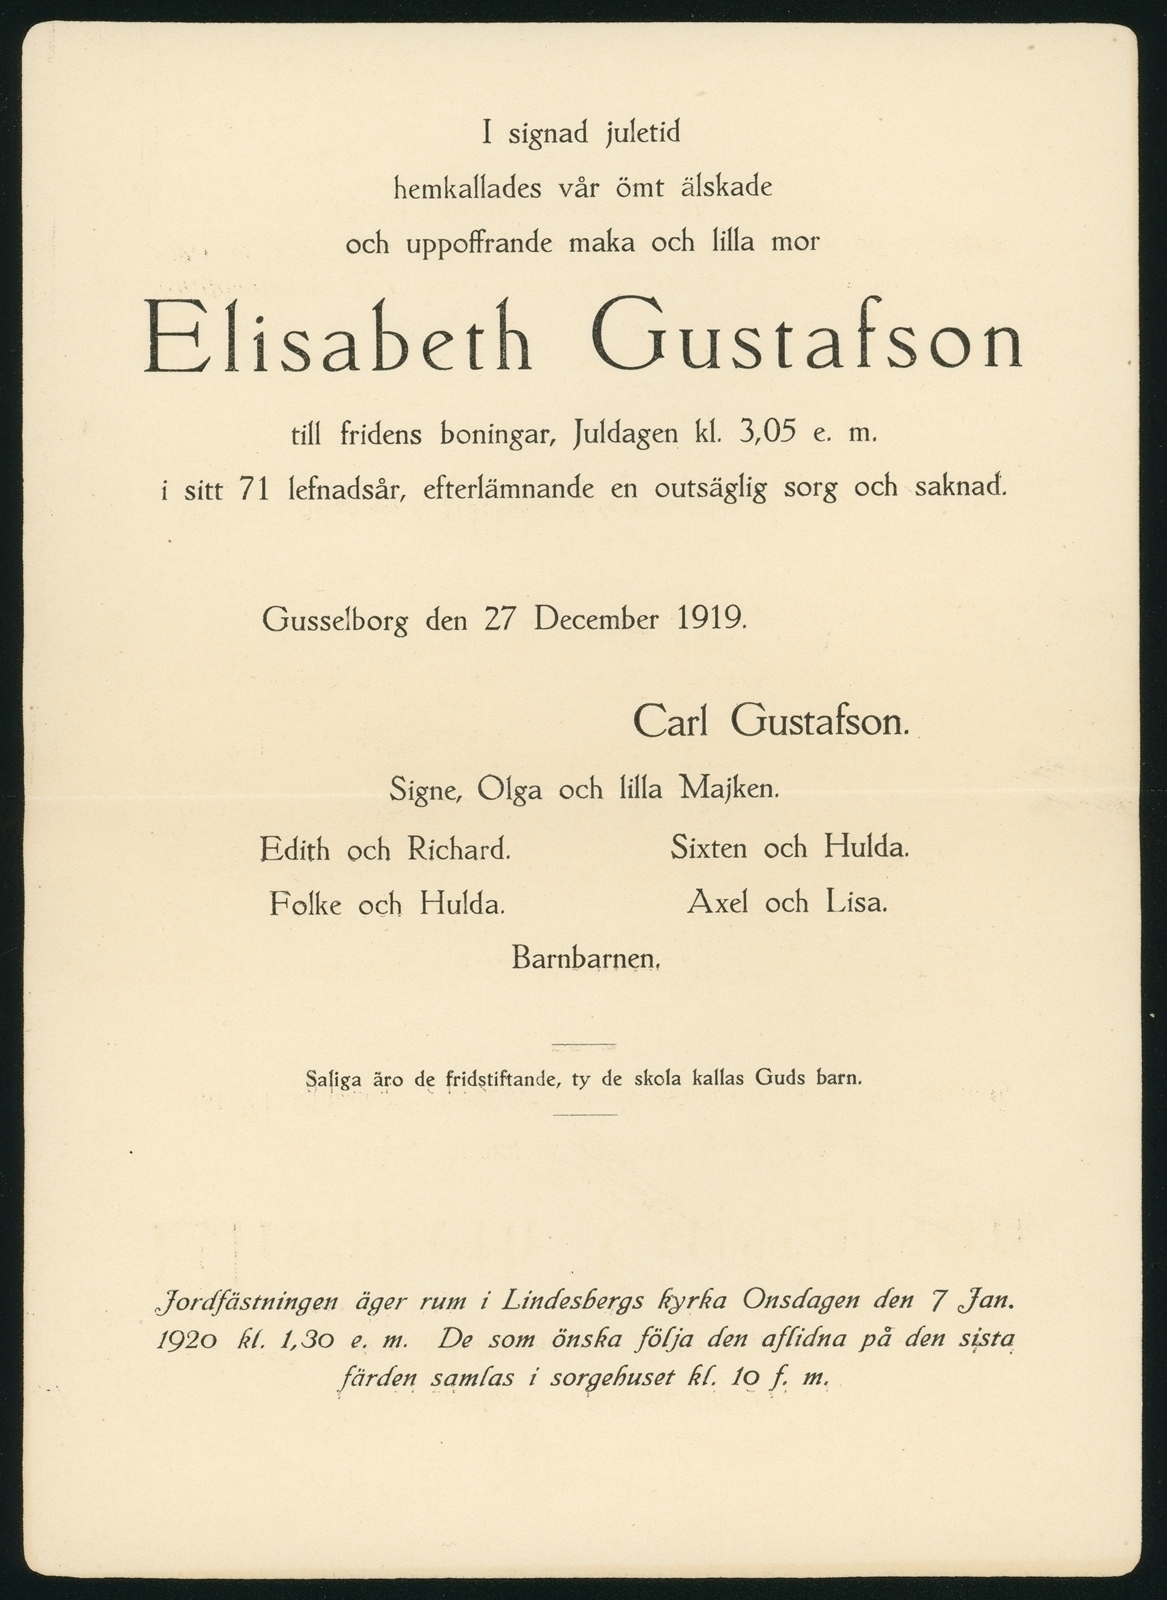 I signad juletid
hemkallades vår ömt älskade
och uppoffrande maka och lilla mor
Elisabeth Gustafson
till fridens boningar, Juldagen kl. 3,05 e. m.
i sitt 71 lefnadsår, efterlämnande en outsäglig sorg och saknad.
Gusselborg den 27 December 1919.
Carl Gustafson.
Signe, Olga och lilla Majken.
Edith och Richard. Sixten och Hulda.
Folke och Hulda. Axel och Lisa.
Barnbarnen.
Saliga äro de fridstiftande, ty de skola kallas Guds barn.
Jordfästningen äger rum i Lindesbergs kyrka Onsdagen den 7 Jan.
1920 kl. 1,30 e. m. De som önska följa den aflidna på den sista
färden samlas i sorgehuset kl. 10 f. m.